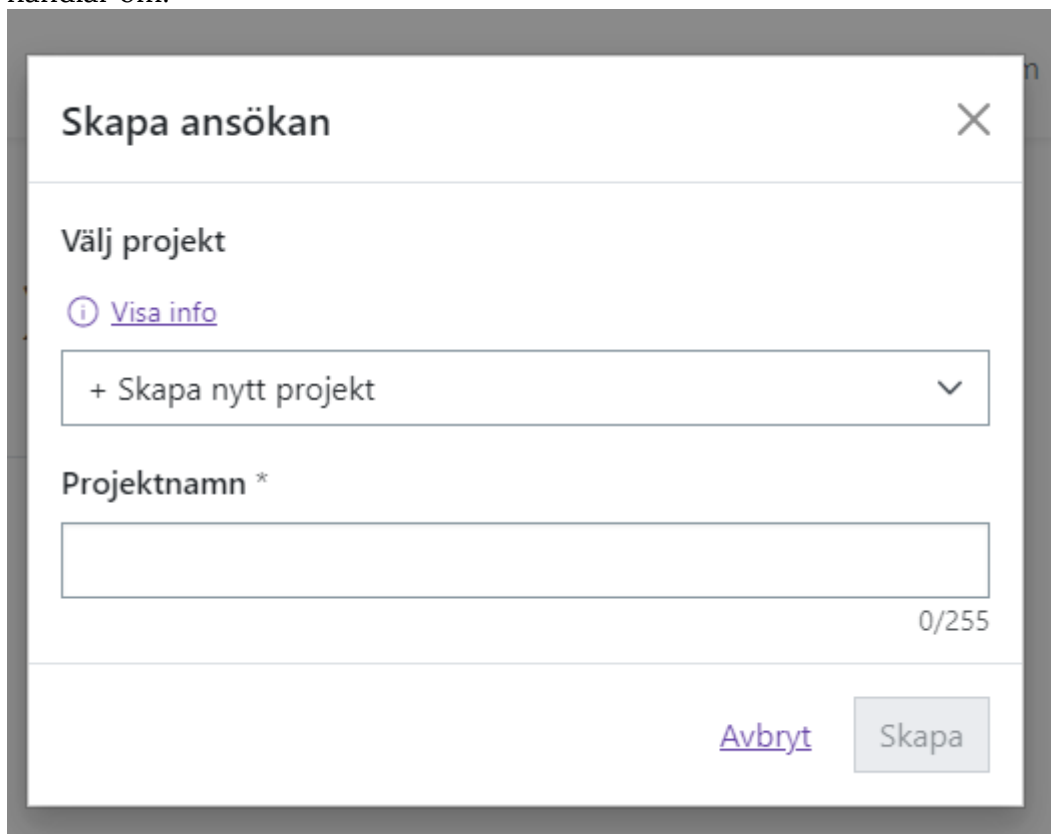 Skapa ansökan
Välj projekt
Visa info
+ Skapa nytt projekt
Projektnamn *
0/255
Avbryt Skapa